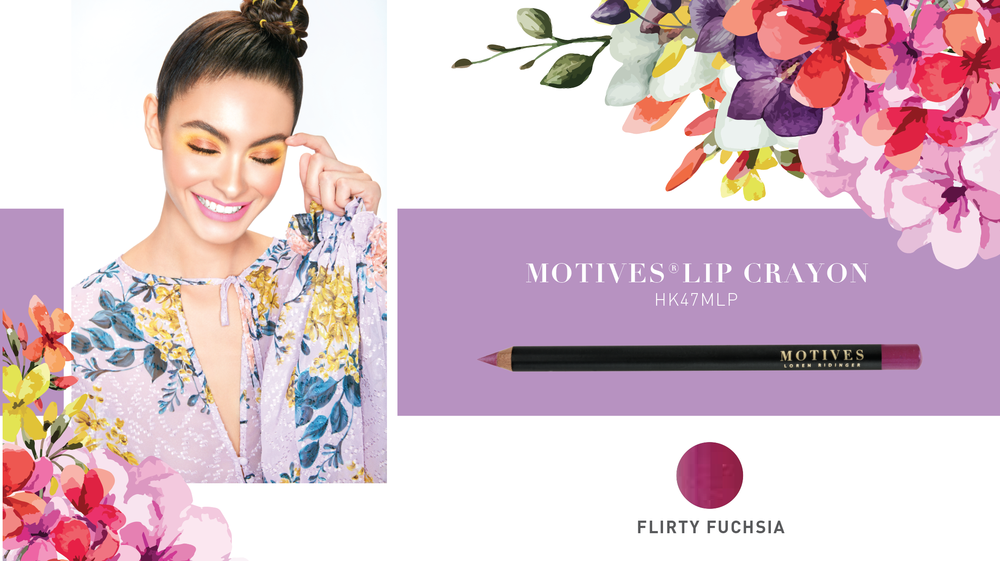 MOTIVES® LIP CRAYON
HK47MLP
MOTIVES
LOREN RIDINGER
FLIRTY FUCHSIA